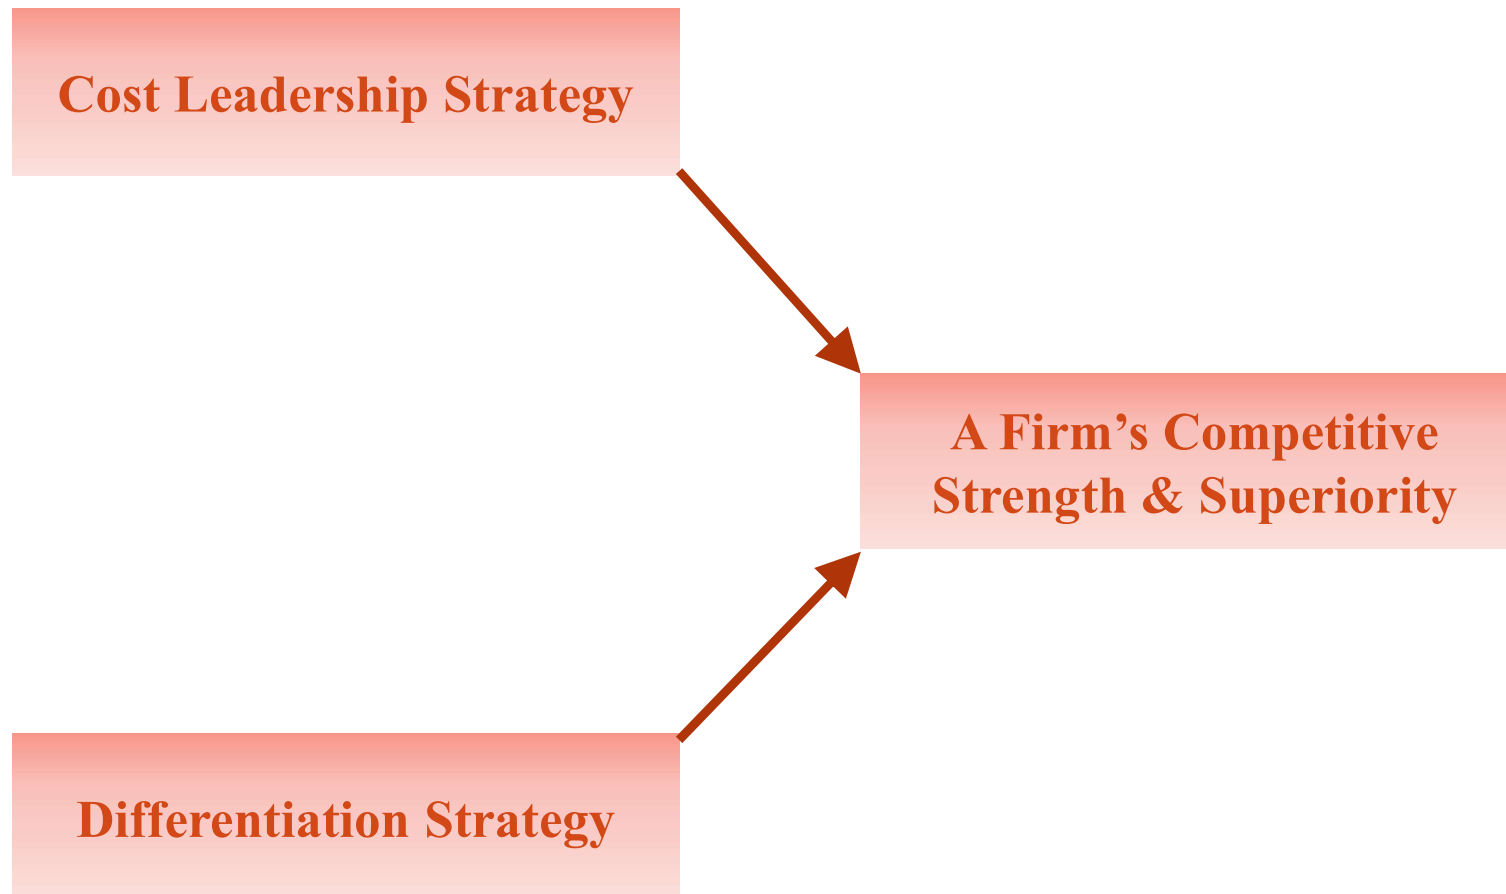 Cost Leadership Strategy
A Firm’s Competitive
Strength & Superiority
Differentiation Strategy